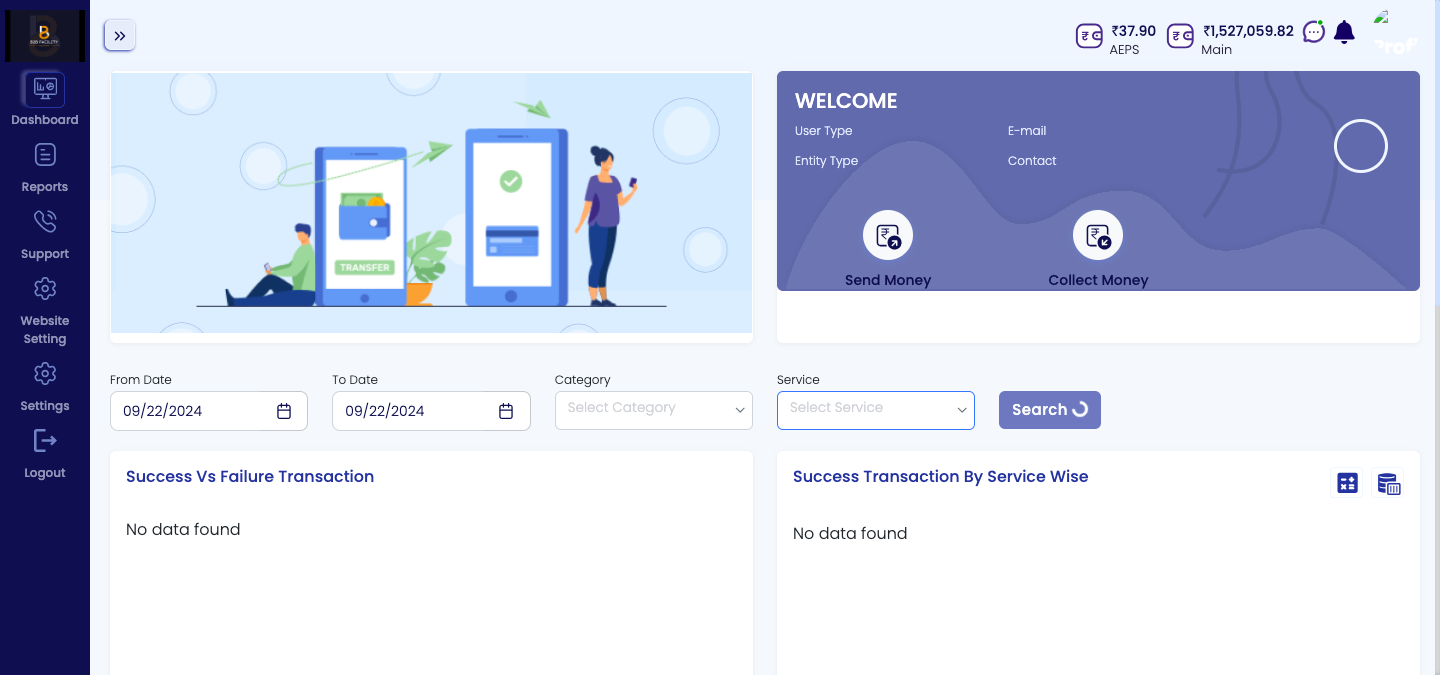 B2B FACILITY
₹37.90
AEPS
₹1,527,059.82
Main
Dashboard
Reports
Support
Website
Setting
Settings
Logout
TRANSFER
WELCOME
User Type
E-mail
Entity Type
Contact
Send Money
Collect Money
From Date
To Date
Category
Service
09/22/2024
09/22/2024
Select Category
Select Service
Search
Success Vs Failure Transaction
No data found
Success Transaction By Service Wise
No data found